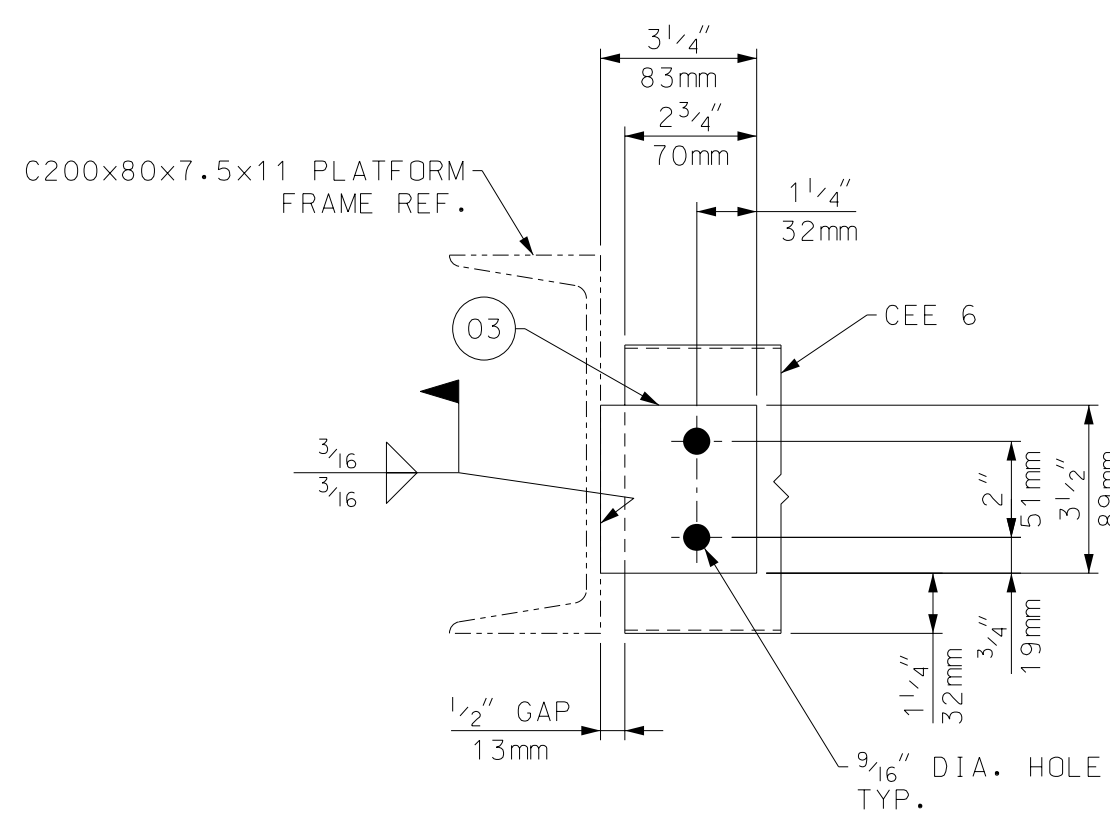 3 1/4"
83mm
2 3/4"
70mm
1 1/4"
32mm
C200x80x7.5x11 PLATFORM
FRAME REF.
03
CEE 6
3/16
3/16
2"
51mm
3 1/2"
89mm
3/4"
19mm
1 1/4"
32mm
1/2" GAP
13mm
9/16" DIA. HOLE
TYP.